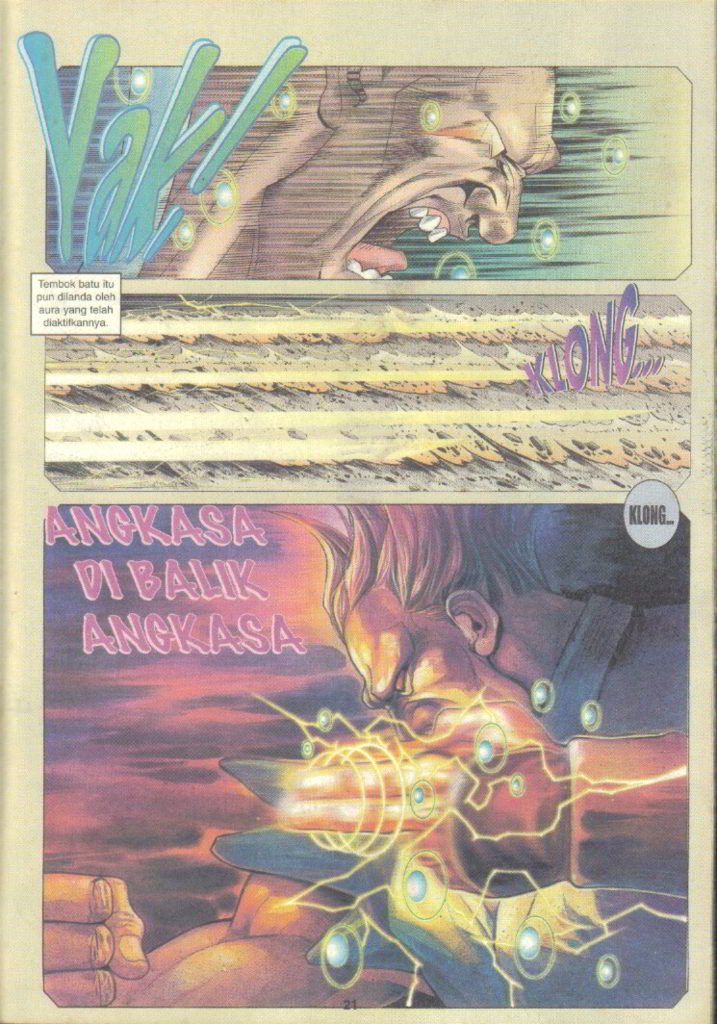 Yak!
Tembok batu itu
pun dilanda oleh
aura yang telah
diaktifkannya.
KLONG...
KLONG...
ANGKASA
DI BALIK
ANGKASA
21